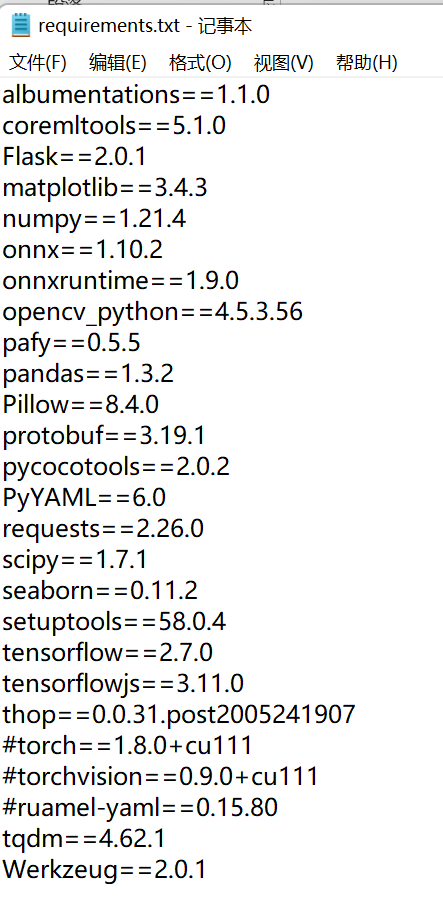 requirements.txt - 记事本
文件(F) 编辑(E) 格式(O) 视图(V) 帮助(H)
albumentations==1.1.0
coremltools==5.1.0
Flask==2.0.1
matplotlib==3.4.3
numpy==1.21.4
onnx==1.10.2
onnxruntime==1.9.0
opencv_python==4.5.3.56
pafy==0.5.5
pandas==1.3.2
Pillow==8.4.0
protobuf==3.19.1
pycocotools==2.0.2
PyYAML==6.0
requests==2.26.0
scipy==1.7.1
seaborn==0.11.2
setuptools==58.0.4
tensorflow==2.7.0
tensorflowjs==3.11.0
thop==0.0.31.post2005241907
#torch==1.8.0+cu111
#torchvision==0.9.0+cu111
#ruamel-yaml==0.15.80
tqdm==4.62.1
Werkzeug==2.0.1